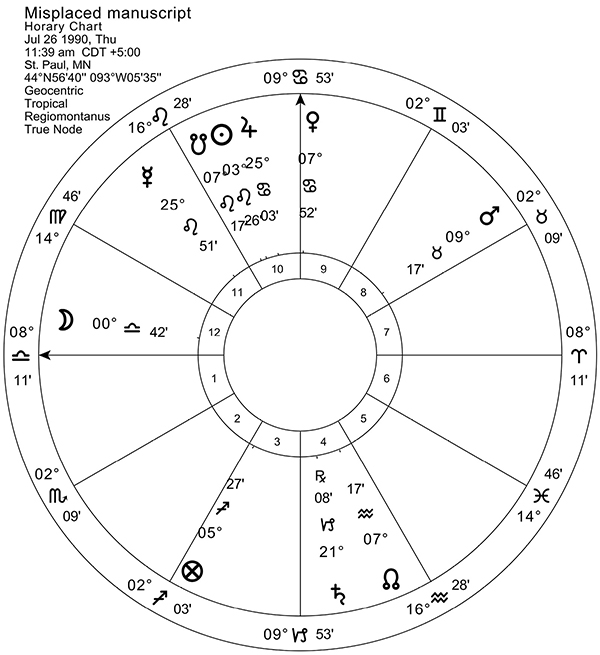 Misplaced manuscript
Horary Chart
Jul 26 1990, Thu
11:39 am CDT +5:00
St. Paul, MN
44°N56'40" 093°W05'35"
Geocentric
Tropical
Regiomontanus
True Node
09° ♋ 53'
02° ♊ 03'
16° ♌ 28'
☋ ☉ ♃ ♀
07 03° 25° 07°
♌ ♌ ♋ ♋
17 26' 03' 52'
☿
25°
♌
51'
46'
♍
14°
02°
♉
09'
♂
09°
♉
17'
10 9
11 8
12 7
1 6
2 5
3 4
☽ 00° ♎ 42'
08°
♎
11'
08°
♈
11'
02°
♏
09'
46'
♓
14°
27'
♐
05°
⊗
℞
08'
♑
21°
♄
17'
♒
07°
☊
02° ♐ 03'
09° ♑ 53'
16° ♒ 28'